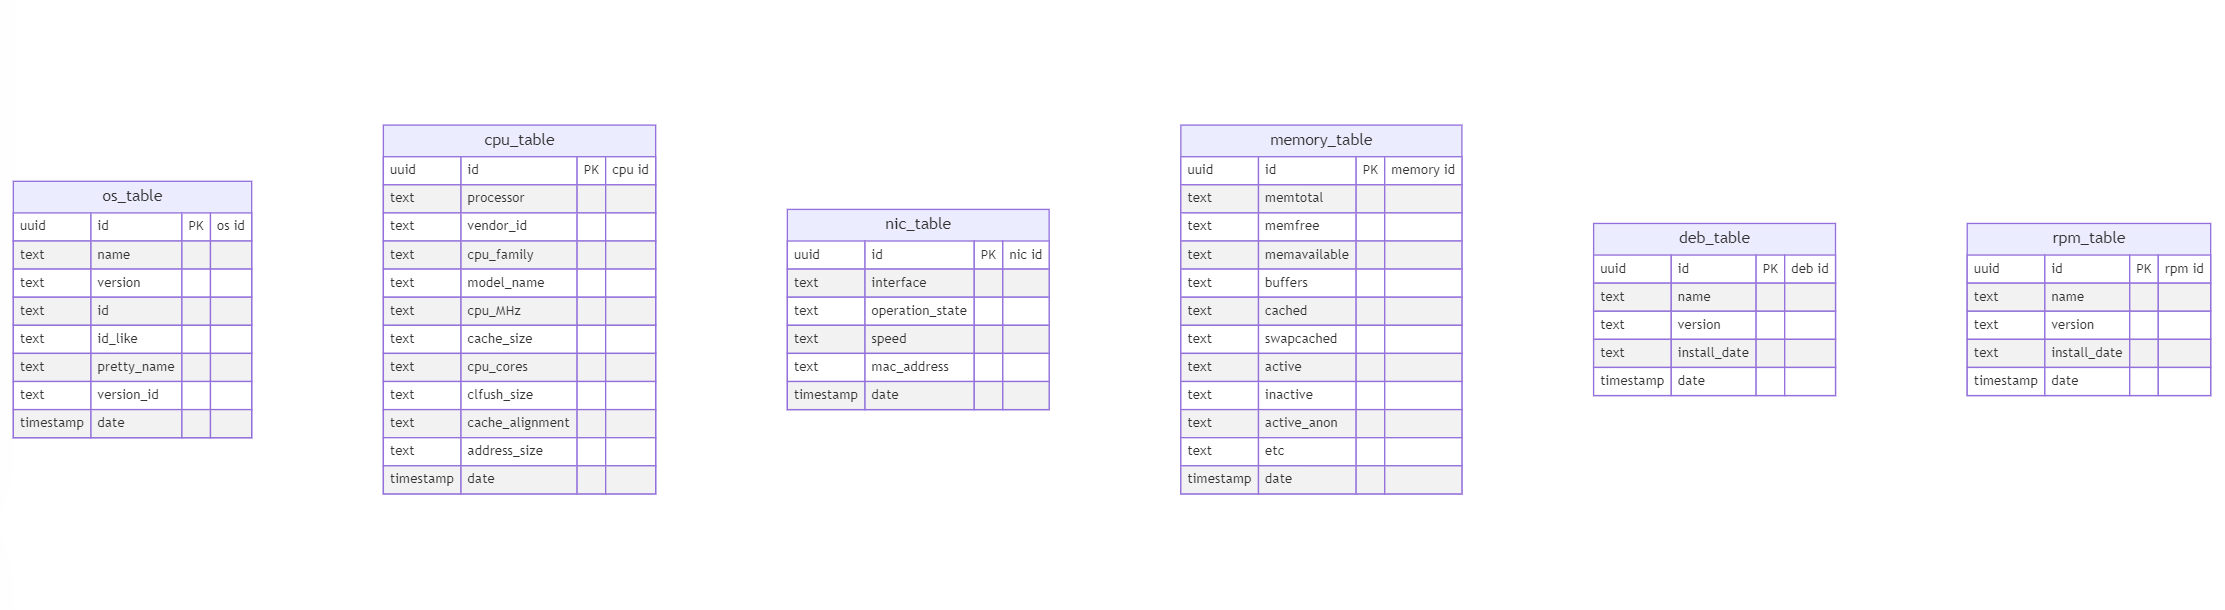 os_table
uuid id PK os id
text name
text version
text id
text id_like
text pretty_name
text version_id
timestamp date
cpu_table
uuid id PK cpu id
text processor
text vendor_id
text cpu_family
text model_name
text cpu_MHz
text cache_size
text cpu_cores
text clfush_size
text cache_alignment
text address_size
timestamp date
nic_table
uuid id PK nic id
text interface
text operation_state
text speed
text mac_address
timestamp date
memory_table
uuid id PK memory id
text memtotal
text memfree
text memavailable
text buffers
text cached
text swapcached
text active
text inactive
text active_anon
text etc
timestamp date
deb_table
uuid id PK deb id
text name
text version
text install_date
timestamp date
rpm_table
uuid id PK rpm id
text name
text version
text install_date
timestamp date